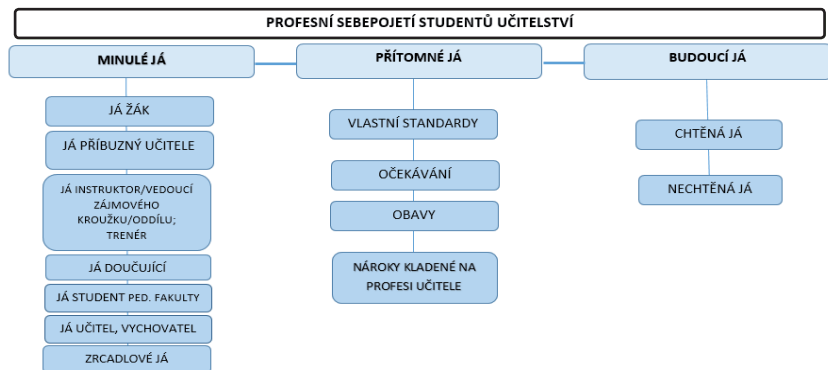 PROFESNÍ SEBEPOJETÍ STUDENTŮ UČITELSTVÍ
MINULÉ JÁ
JÁ ŽÁK
JÁ PŘÍBUZNÝ UČITELE
JÁ INSTRUKTOR/VEDOUCÍ
ZÁJMOVÉHO
KROUŽKU/ODDÍLU;
TRENÉR
JÁ DOUČUJÍCÍ
JÁ STUDENT PED. FAKULTY
JÁ UČITEL, VYCHOVATEL
ZRCADLOVÉ JÁ
PŘÍTOMNÉ JÁ
VLASTNÍ STANDARDY
OČEKÁVÁNÍ
OBAVY
NÁROKY KLADENÉ NA
PROFESI UČITELE
BUDOUCÍ JÁ
CHTĚNÁ JÁ
NECHTĚNÁ JÁ